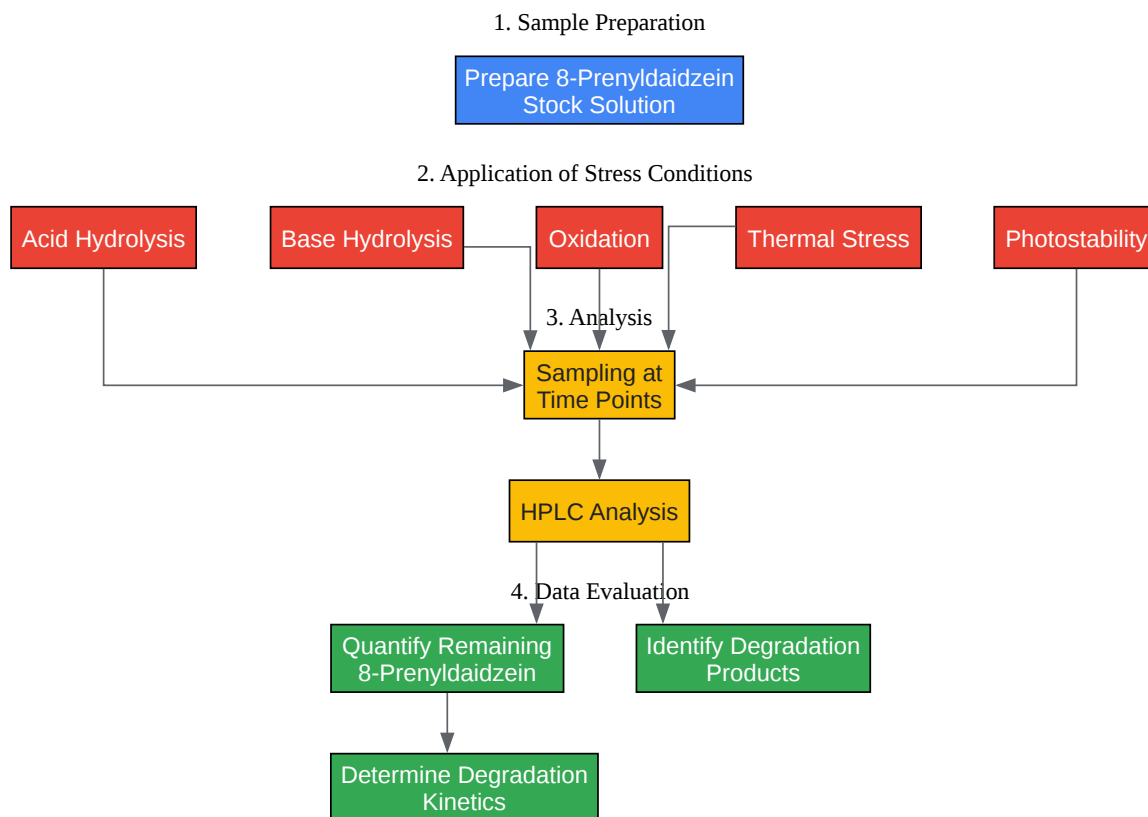 1. Sample Preparation
Prepare 8-Prenyldaidzein
Stock Solution
2. Application of Stress Conditions
Acid Hydrolysis
Base Hydrolysis
Oxidation
Thermal Stress
Photostability
3. Analysis
Sampling at
Time Points
HPLC Analysis
4. Data Evaluation
Quantify Remaining
8-Prenyldaidzein
Identify Degradation
Products
Determine Degradation
Kinetics